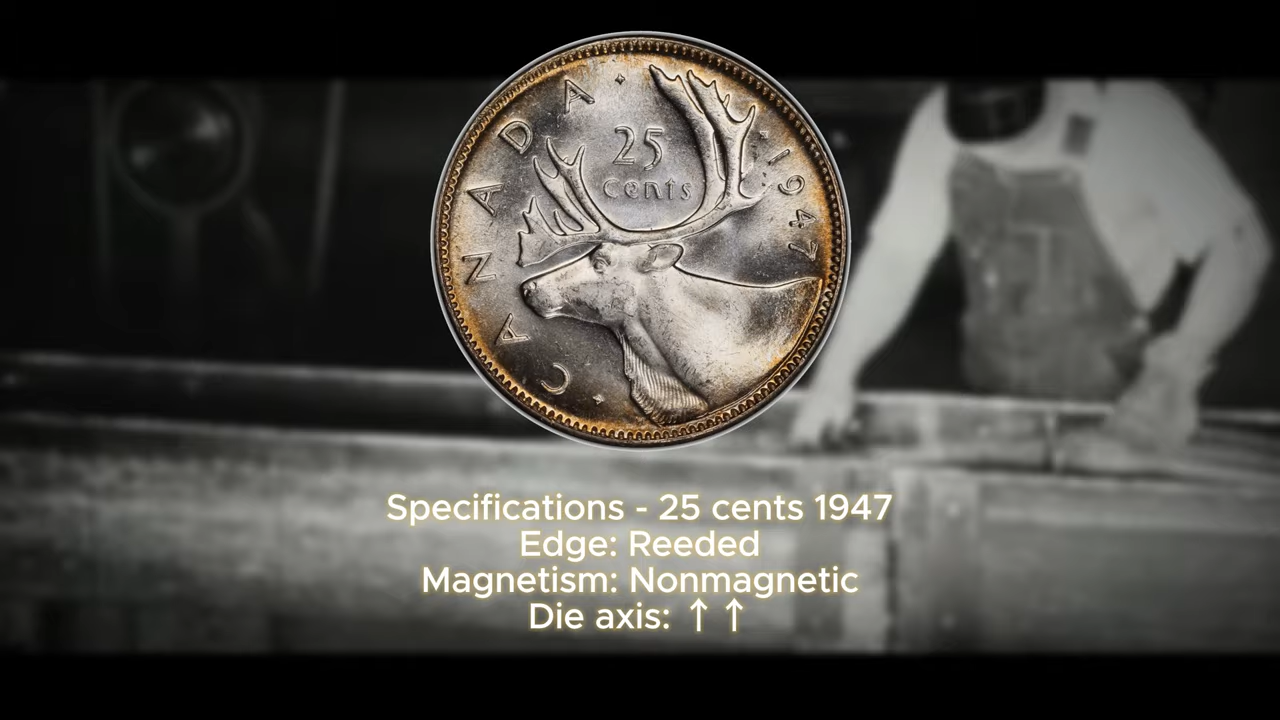 CANADA
25
cents
1947
Specifications - 25 cents 1947
Edge: Reeded
Magnetism: Nonmagnetic
Die axis: ↑ ↑